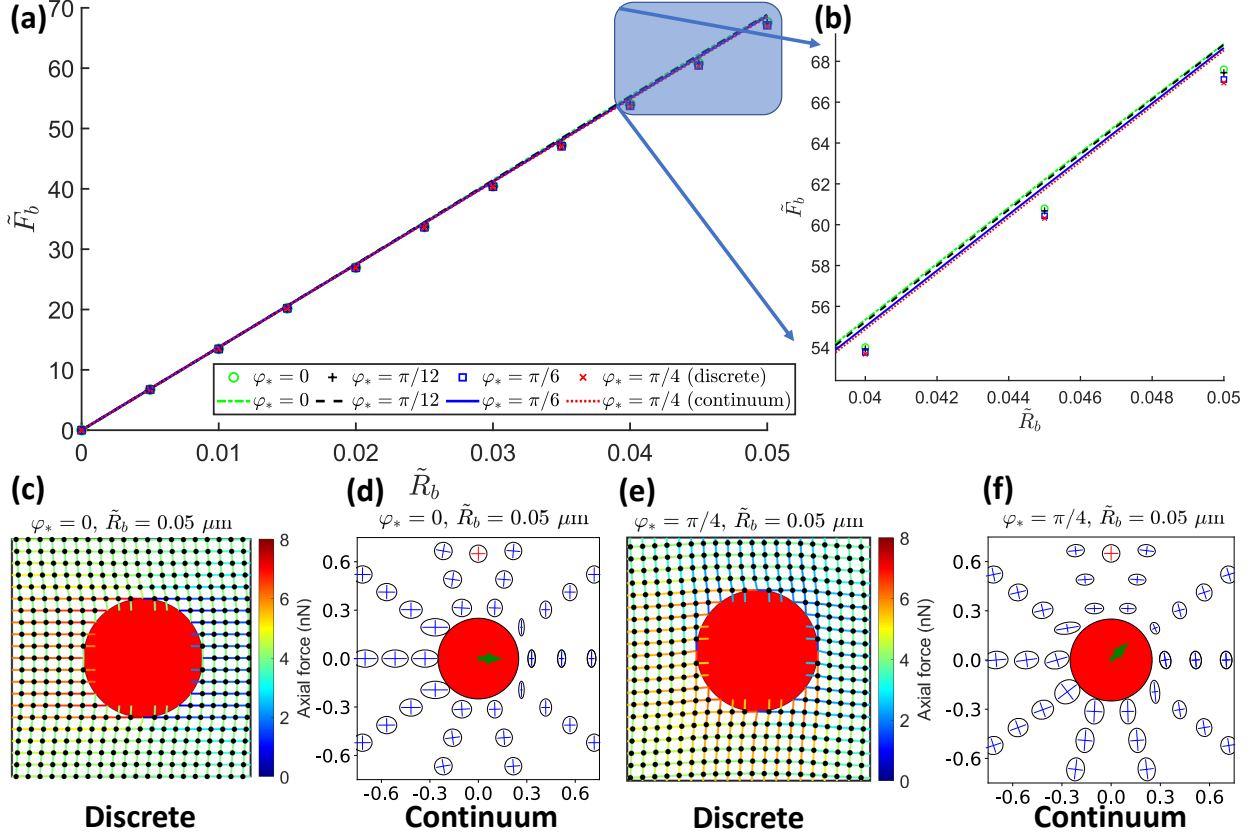 (a)
70
60
50
40
30
20
10
0
F̃_b
0
0.01
0.02
0.03
0.04
0.05
R̃_b
φ_* = 0 φ_* = π/12 φ_* = π/6 φ_* = π/4 (discrete)
φ_* = 0 φ_* = π/12 φ_* = π/6 φ_* = π/4 (continuum)
(b)
68
66
64
62
60
58
56
54
F̃_b
0.04 0.042 0.044 0.046 0.048 0.05
R̃_b
(c)
φ_* = 0, R̃_b = 0.05 μm
8
6
4
2
0
Axial force (nN)
Discrete
(d)
φ_* = 0, R̃_b = 0.05 μm
0.6
0.3
0.0
-0.3
-0.6
-0.6 -0.3 0.0 0.3 0.6
Continuum
(e)
φ_* = π/4, R̃_b = 0.05 μm
8
6
4
2
0
Axial force (nN)
Discrete
(f)
φ_* = π/4, R̃_b = 0.05 μm
0.6
0.3
0.0
-0.3
-0.6
-0.6 -0.3 0.0 0.3 0.6
Continuum